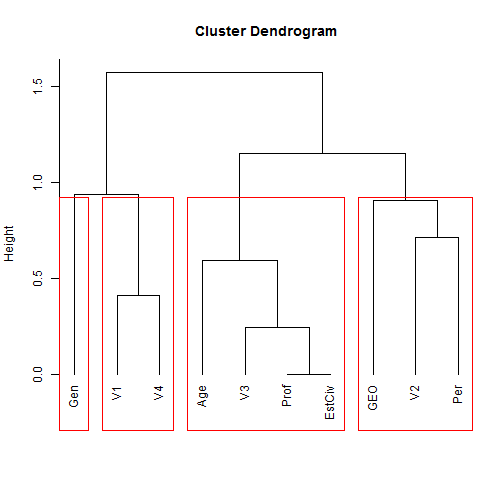 Cluster Dendrogram
Height
1.5
1.0
0.5
0.0
Gen
V1
V4
Age
V3
Prof
EstCiv
GEO
V2
Per